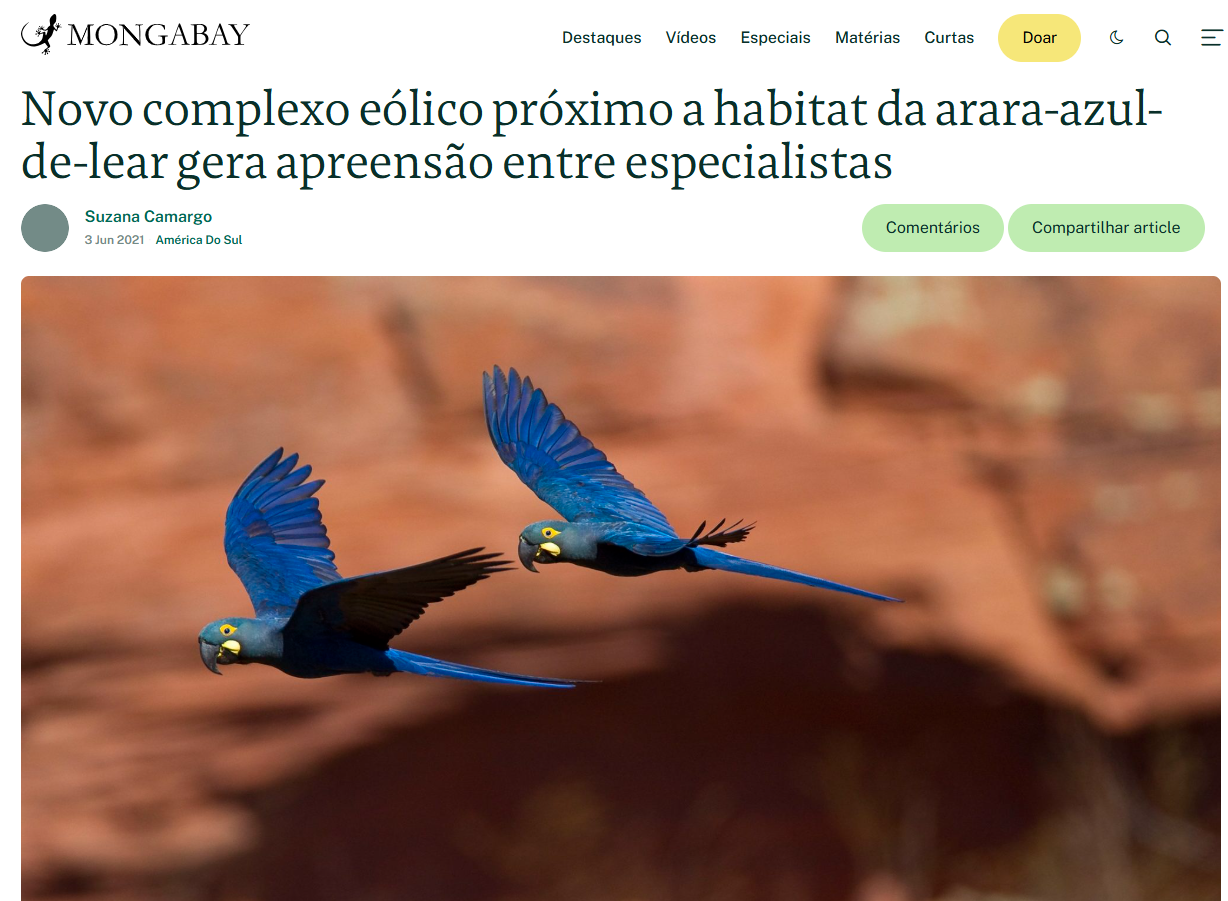 MONGABAY
Destaques Vídeos Especiais Matérias Curtas Doar
Novo complexo eólico próximo a habitat da arara-azul-
de-lear gera apreensão entre especialistas
Suzana Camargo
3 Jun 2021 América Do Sul
Comentários Compartilhar article